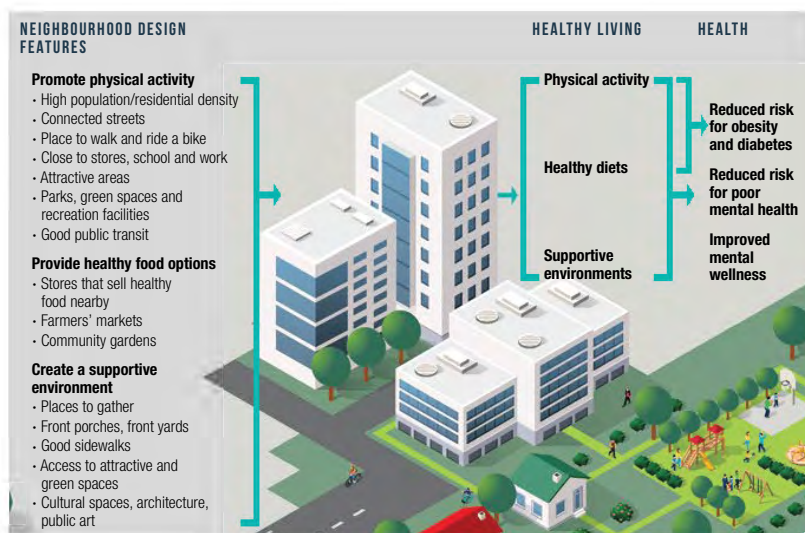 NEIGHBOURHOOD DESIGN
FEATURES
Promote physical activity
· High population/residential density
· Connected streets
· Place to walk and ride a bike
· Close to stores, school and work
· Attractive areas
· Parks, green spaces and
recreation facilities
· Good public transit
Provide healthy food options
· Stores that sell healthy
food nearby
· Farmers' markets
· Community gardens
Create a supportive
environment
· Places to gather
· Front porches, front yards
· Good sidewalks
· Access to attractive and
green spaces
· Cultural spaces, architecture,
public art
HEALTHY LIVING
Physical activity
Healthy diets
Supportive
environments
HEALTH
Reduced risk
for obesity
and diabetes
Reduced risk
for poor
mental health
Improved
mental
wellness